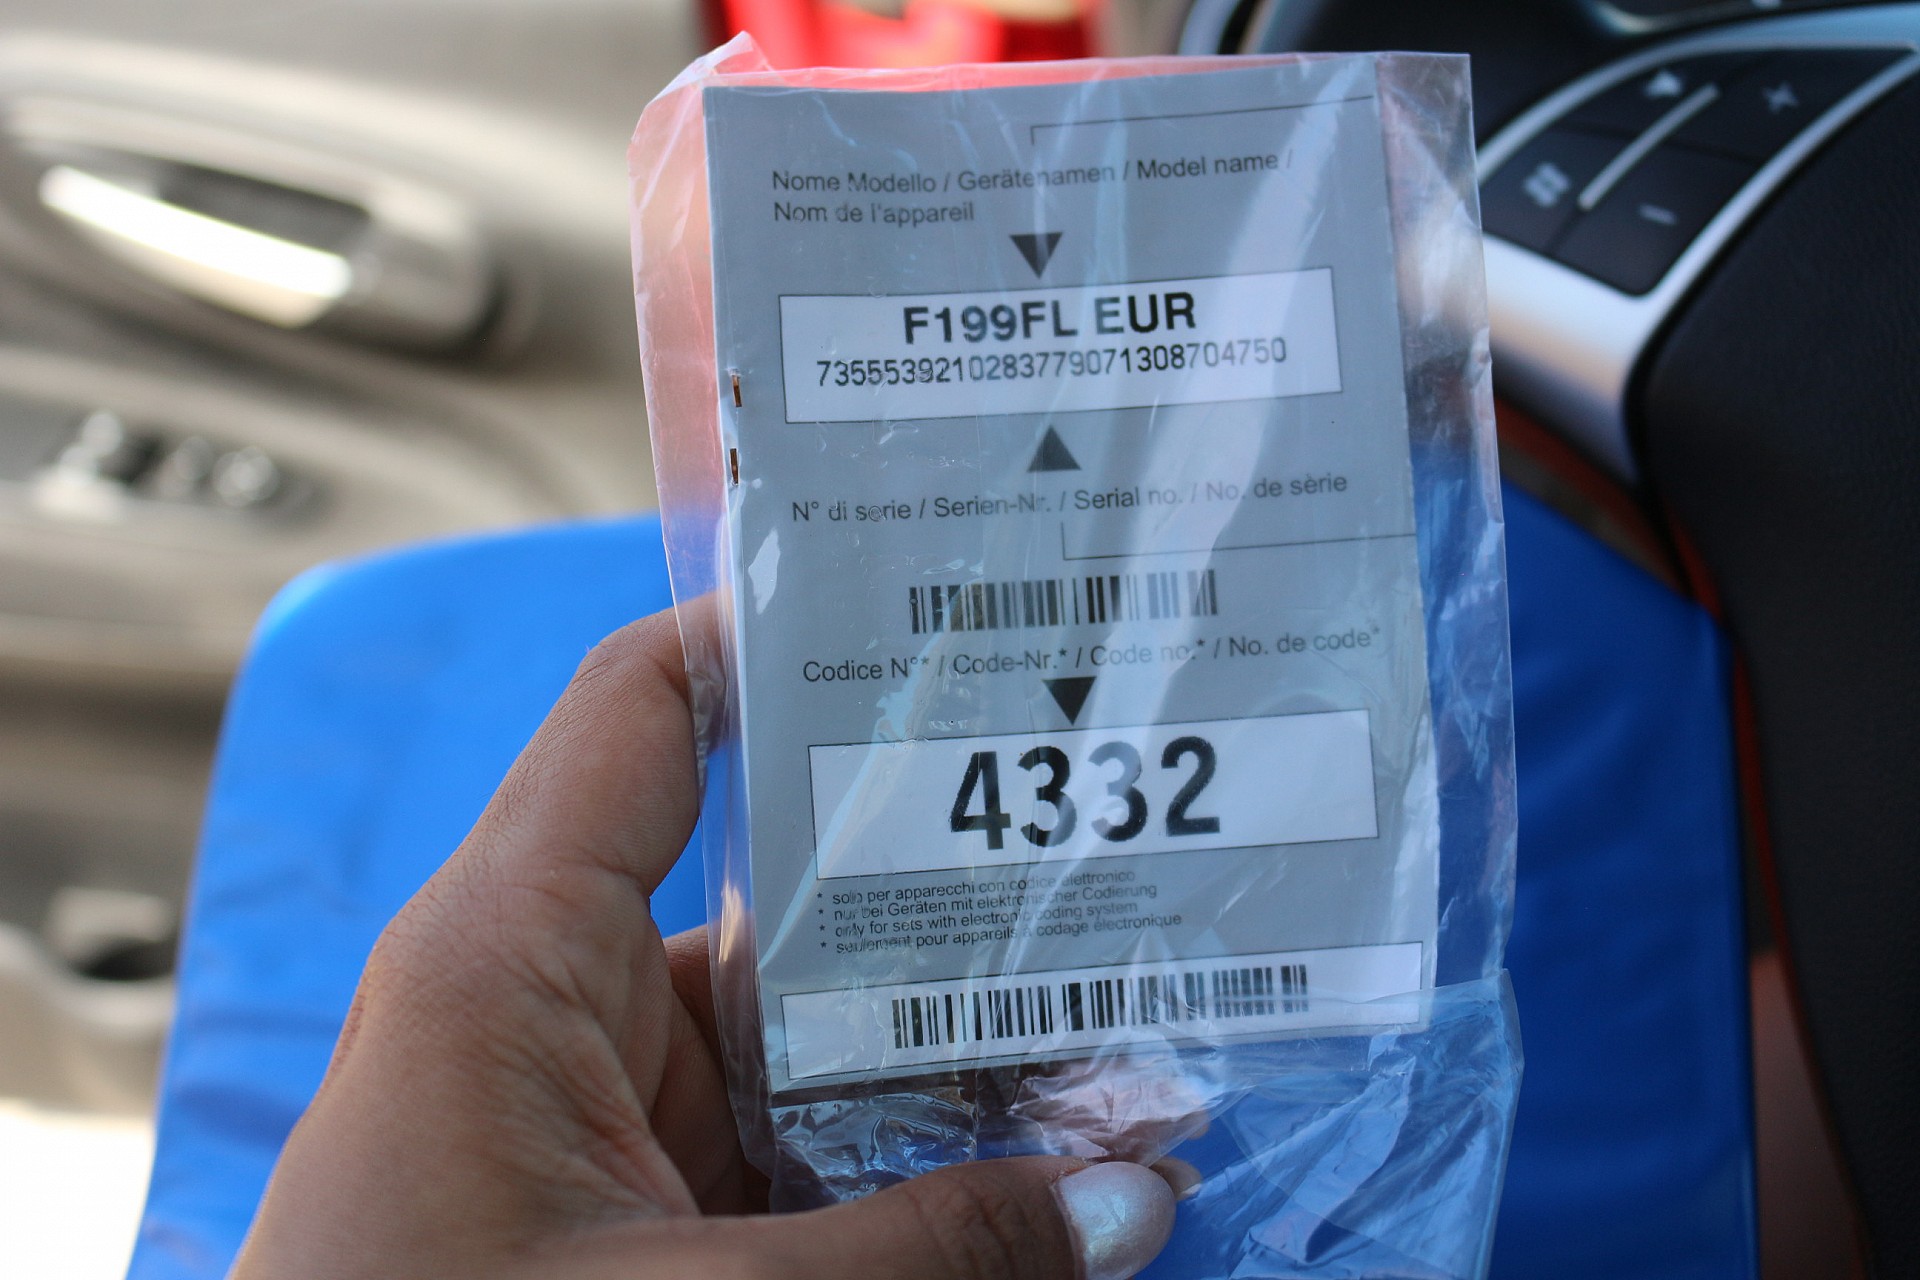 Nome Modello / Gerätenamen / Model name /
Nom de l'appareil
F199FL EUR
7355539210283779071308704750
N° di serie / Serien-Nr. / Serial no. / No. de sèrie
Codice N°* / Code-Nr.* / Code no.* / No. de code*
4332
* solo per apparecchi con codice elettronico
* nur bei Geräten mit elektronischer Codierung
* only for sets with electronic coding system
* seulement pour appareils à codage électronique